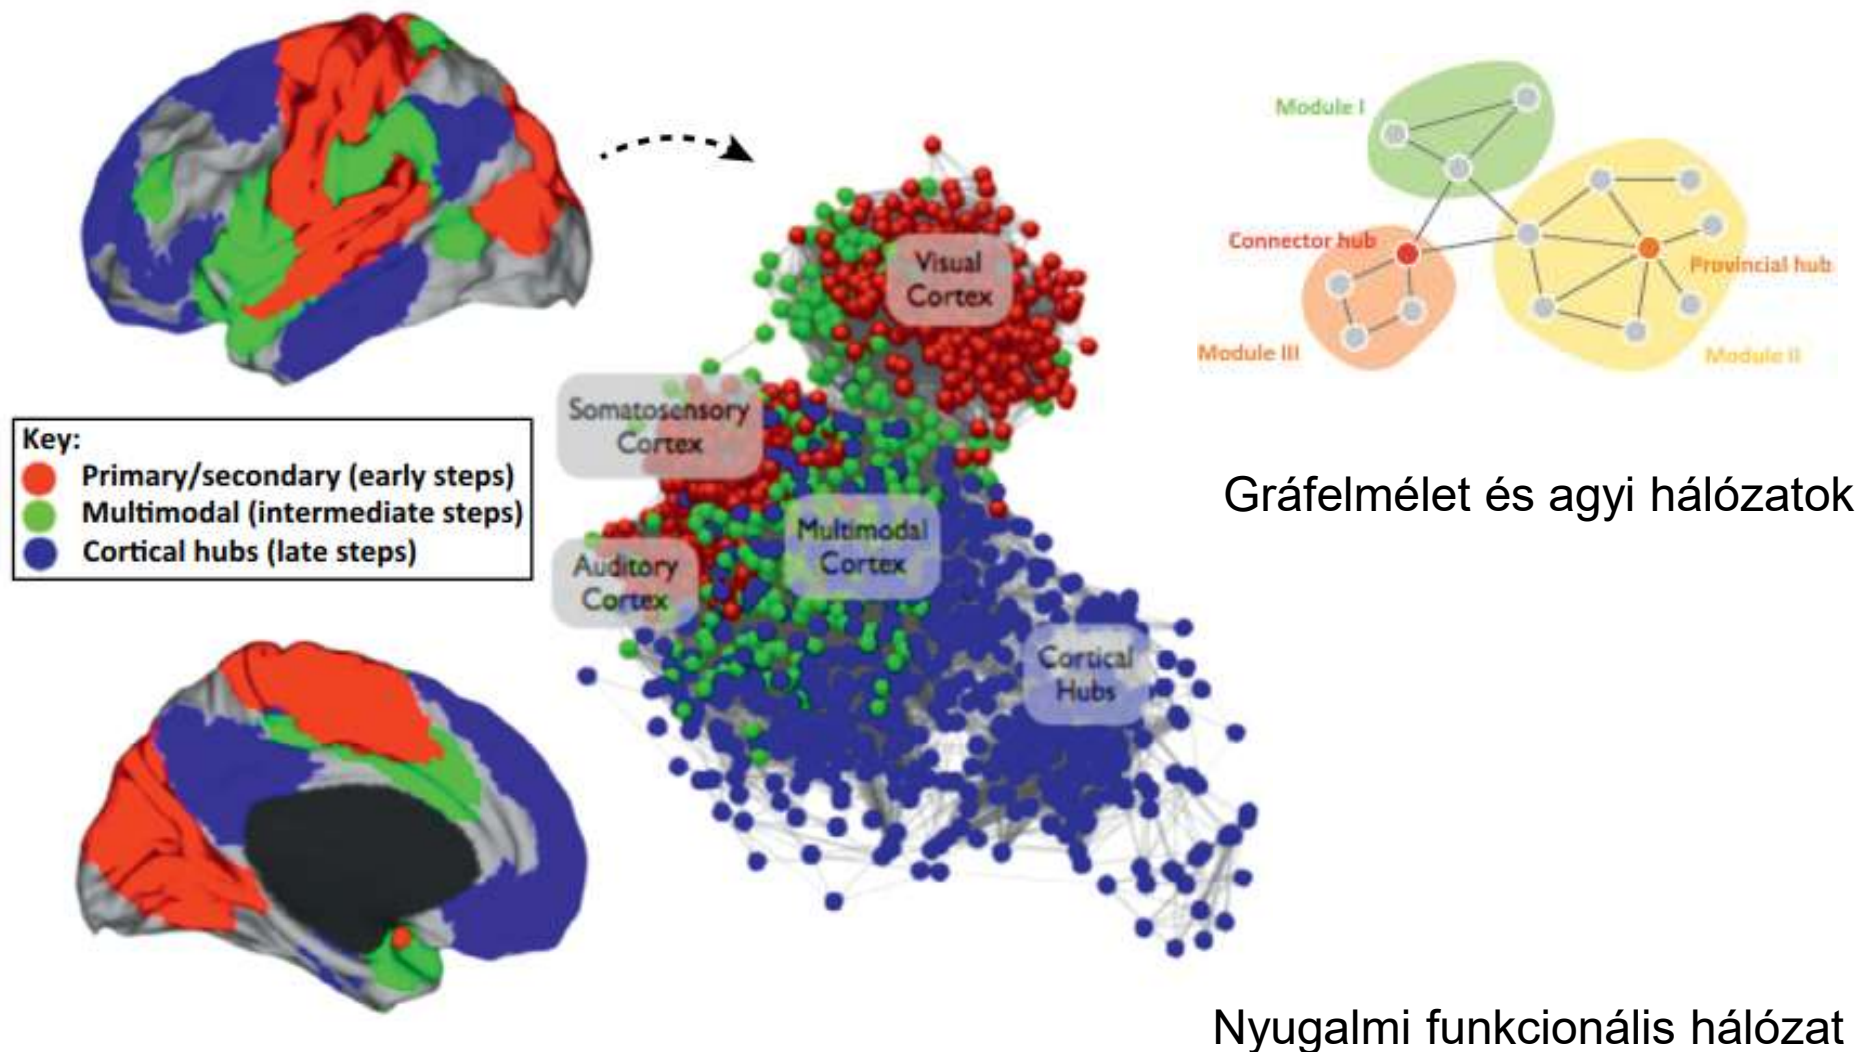 Visual
Cortex
Somatosensory
Cortex
Key:
Primary/secondary (early steps)
Multimodal (intermediate steps)
Cortical hubs (late steps)
Auditory
Cortex
Multimodal
Cortex
Cortical
Hubs
Module I
Connector hub
Provincial hub
Module III
Module II
Gráfelmélet és agyi hálózatok
Nyugalmi funkcionális hálózat